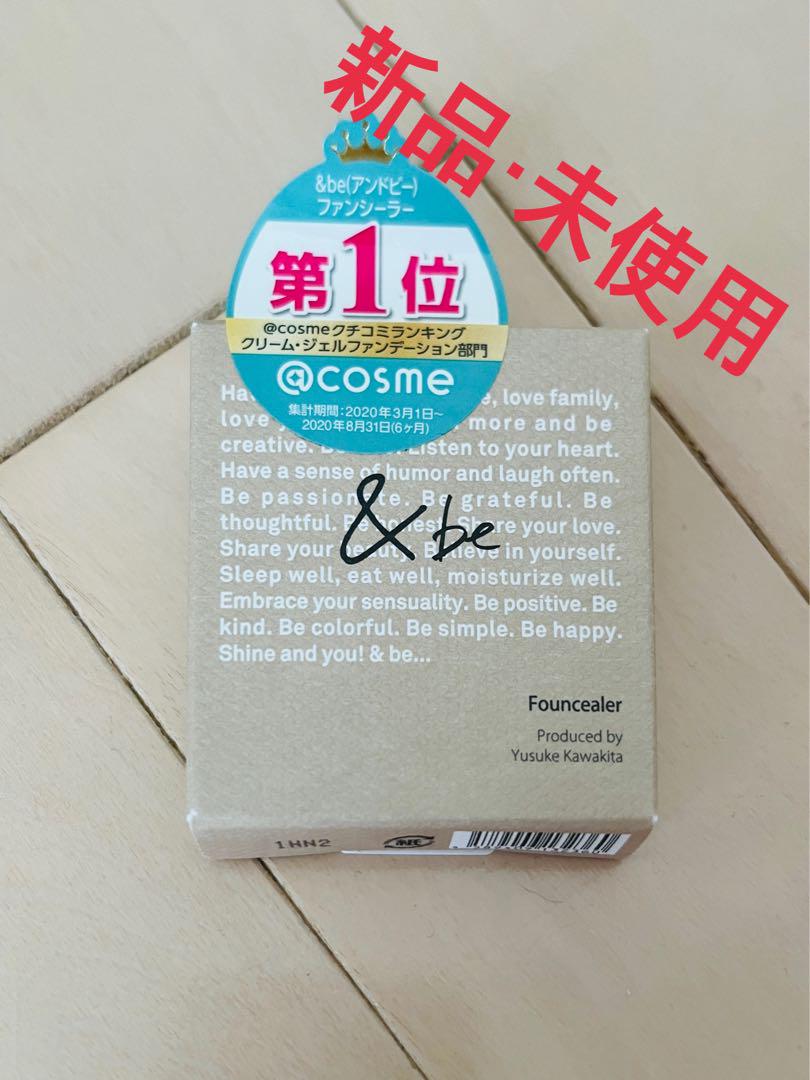 新品・未使用
&be(アンドビー)
ファンシーラー
第1位
@cosmeクチコミランキング
クリーム・ジェルファンデーション部門
@cosme
集計期間:2020年3月1日~
2020年8月31日(6ヶ月)
love family,
love more and be
creative. Listen to your heart.
Have a sense of humor and laugh often.
Be passionate. Be grateful. Be
thoughtful. Be honest. Share your love.
Share your beauty. Believe in yourself.
Sleep well, eat well, moisturize well.
Embrace your sensuality. Be positive. Be
kind. Be colorful. Be simple. Be happy.
Shine and you! & be...
&be
Founcealer
Produced by
Yusuke Kawakita
1HN2